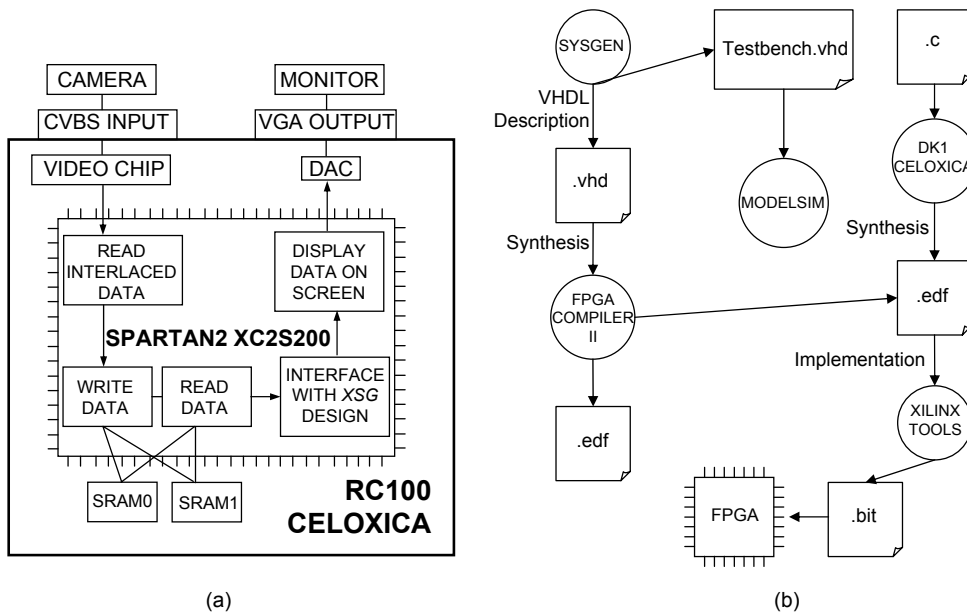 CAMERA
MONITOR
CVBS INPUT
VGA OUTPUT
VIDEO CHIP
DAC
READ
INTERLACED
DATA
DISPLAY
DATA ON
SCREEN
SPARTAN2 XC2S200
WRITE
DATA
READ
DATA
INTERFACE
WITH XSG
DESIGN
SRAM0
SRAM1
RC100
CELOXICA
(a)
SYSGEN
Testbench.vhd
.c
VHDL
Description
DK1
CELOXICA
.vhd
MODELSIM
Synthesis
Synthesis
FPGA
COMPILER
II
.edf
Implementation
.edf
XILINX
TOOLS
FPGA
.bit
(b)